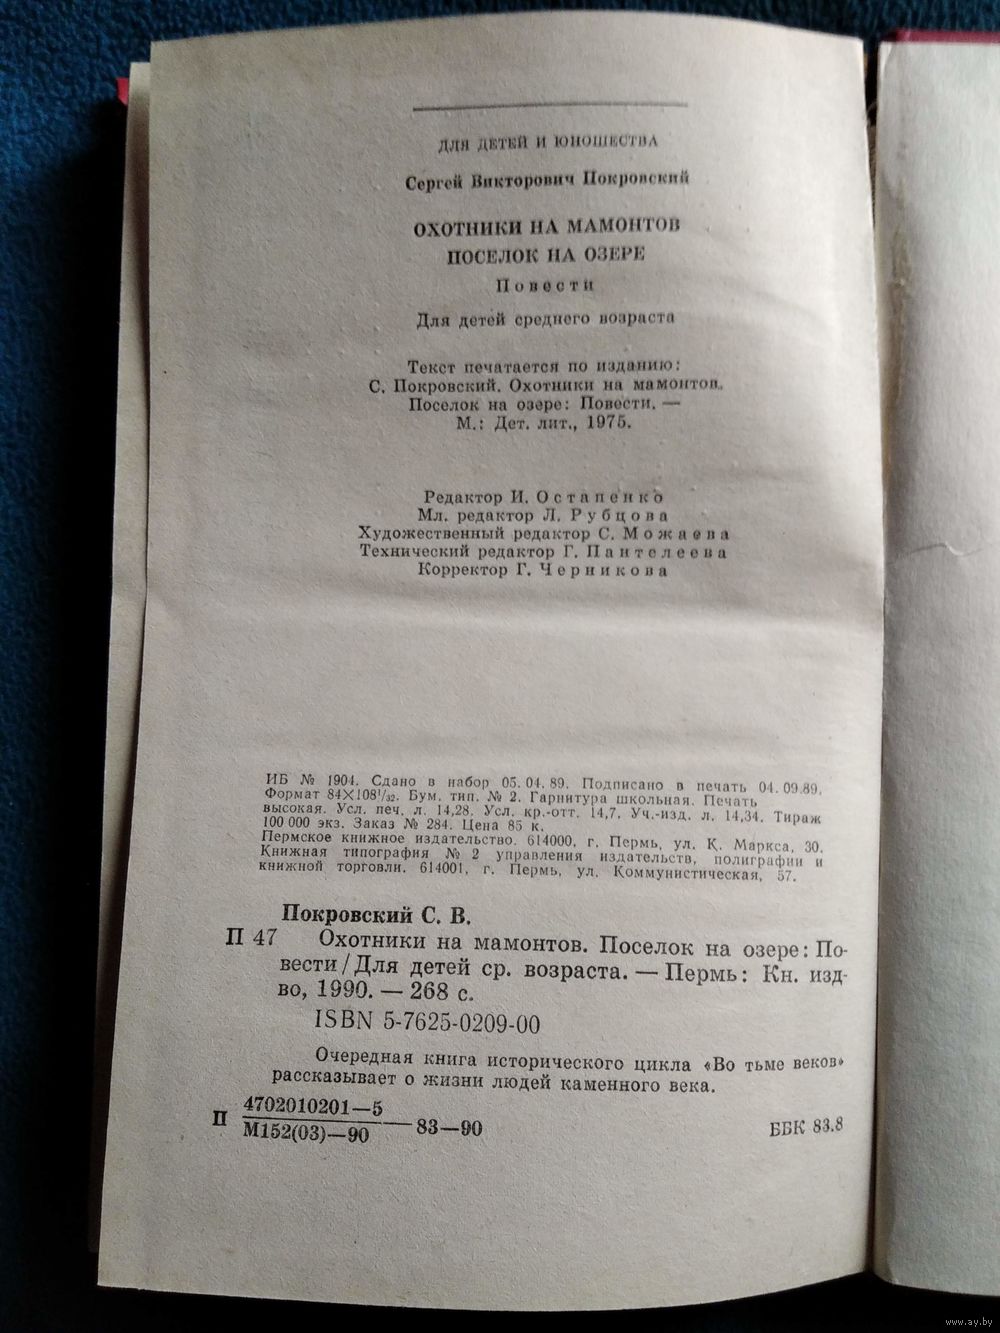 ДЛЯ ДЕТЕЙ И ЮНОШЕСТВА
Сергей Викторович Покровский
ОХОТНИКИ НА МАМОНТОВ
ПОСЕЛОК НА ОЗЕРЕ
Повести
Для детей среднего возраста
Текст печатается по изданию:
С. Покровский. Охотники на мамонтов.
Поселок на озере: Повести. —
М.: Дет. лит., 1975.
Редактор И. Остапенко
Мл. редактор Л. Рубцова
Художественный редактор С. Можаева
Технический редактор Г. Пантелеева
Корректор Г. Черникова
ИБ № 1904. Сдано в набор 05.04.89. Подписано в печать 04.09.89.
Формат 84×108¹/₃₂. Бум. тип. № 2. Гарнитура школьная. Печать
высокая. Усл. печ. л. 14,28. Усл. кр.-отт. 14,7. Уч.-изд. л. 14,34. Тираж
100 000 экз. Заказ № 284. Цена 85 к.
Пермское книжное издательство. 614000, г. Пермь, ул. К. Маркса, 30.
Книжная типография № 2 управления издательств, полиграфии и
книжной торговли. 614001, г. Пермь, ул. Коммунистическая, 57.
Покровский С. В.
П 47 Охотники на мамонтов. Поселок на озере: По-
вести / Для детей ср. возраста. — Пермь: Кн. изд-
во, 1990. — 268 с.
ISBN 5-7625-0209-00
Очередная книга исторического цикла «Во тьме веков»
рассказывает о жизни людей каменного века.
П 4702010201—5
М152(03)—90 —83—90
ББК 83.8
www.ay.by